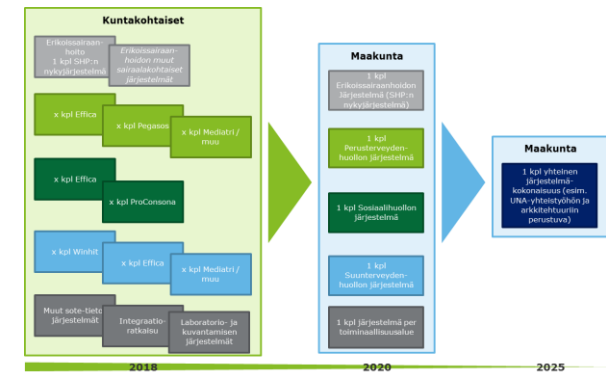 Kuntakohtaiset
Erikoissairaan-
hoito
1 kpl SHP:n
nykyjärjestelmä
Erikoissairaan-
hoidon muut
sairaalakohtaiset
järjestelmät
x kpl Effica
x kpl Pegasos
x kpl Mediatri /
muu
x kpl Effica
x kpl ProConsona
x kpl Winhit
x kpl Effica
x kpl Mediatri /
muu
Muut sote-tieto
järjestelmät
Integraatio-
ratkaisu
Laboratorio- ja
kuvantamisen
järjestelmät
2018
Maakunta
1 kpl
Erikoissairaanhoidon
Järjestelmä (SHP:n
nykyjärjestelmä)
1 kpl
Perusterveyden-
huollon järjestelmä
1 kpl Sosiaalihuollon
järjestelmä
1 kpl
Suunterveyden-
huollon järjestelmä
1 kpl järjestelmä per
toiminaallisuusalue
2020
Maakunta
1 kpl yhteinen
järjestelmä-
kokonaisuus (esim.
UNA-yhteistyöhön ja
arkkitehtuuriin
perustuva)
2025